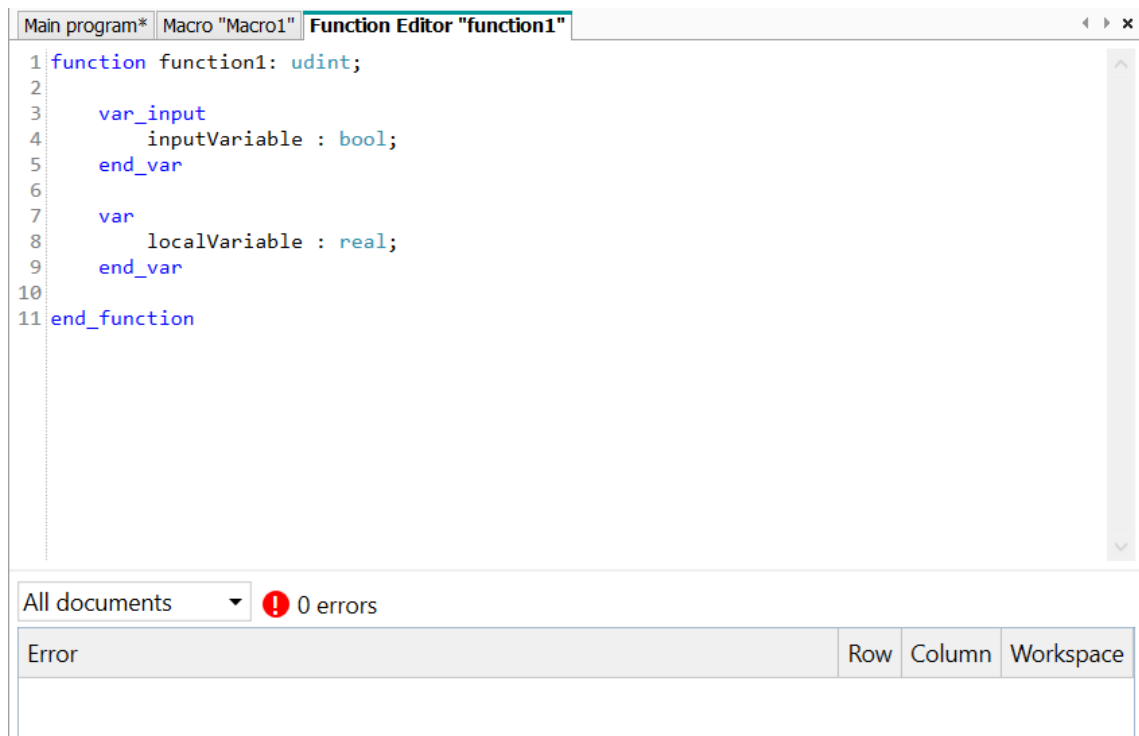 Main program* Macro "Macro1" Function Editor "function1"
1 function function1: udint;
2
3 var_input
4 inputVariable : bool;
5 end_var
6
7 var
8 localVariable : real;
9 end_var
10
11 end_function
All documents 0 errors
Error Row Column Workspace